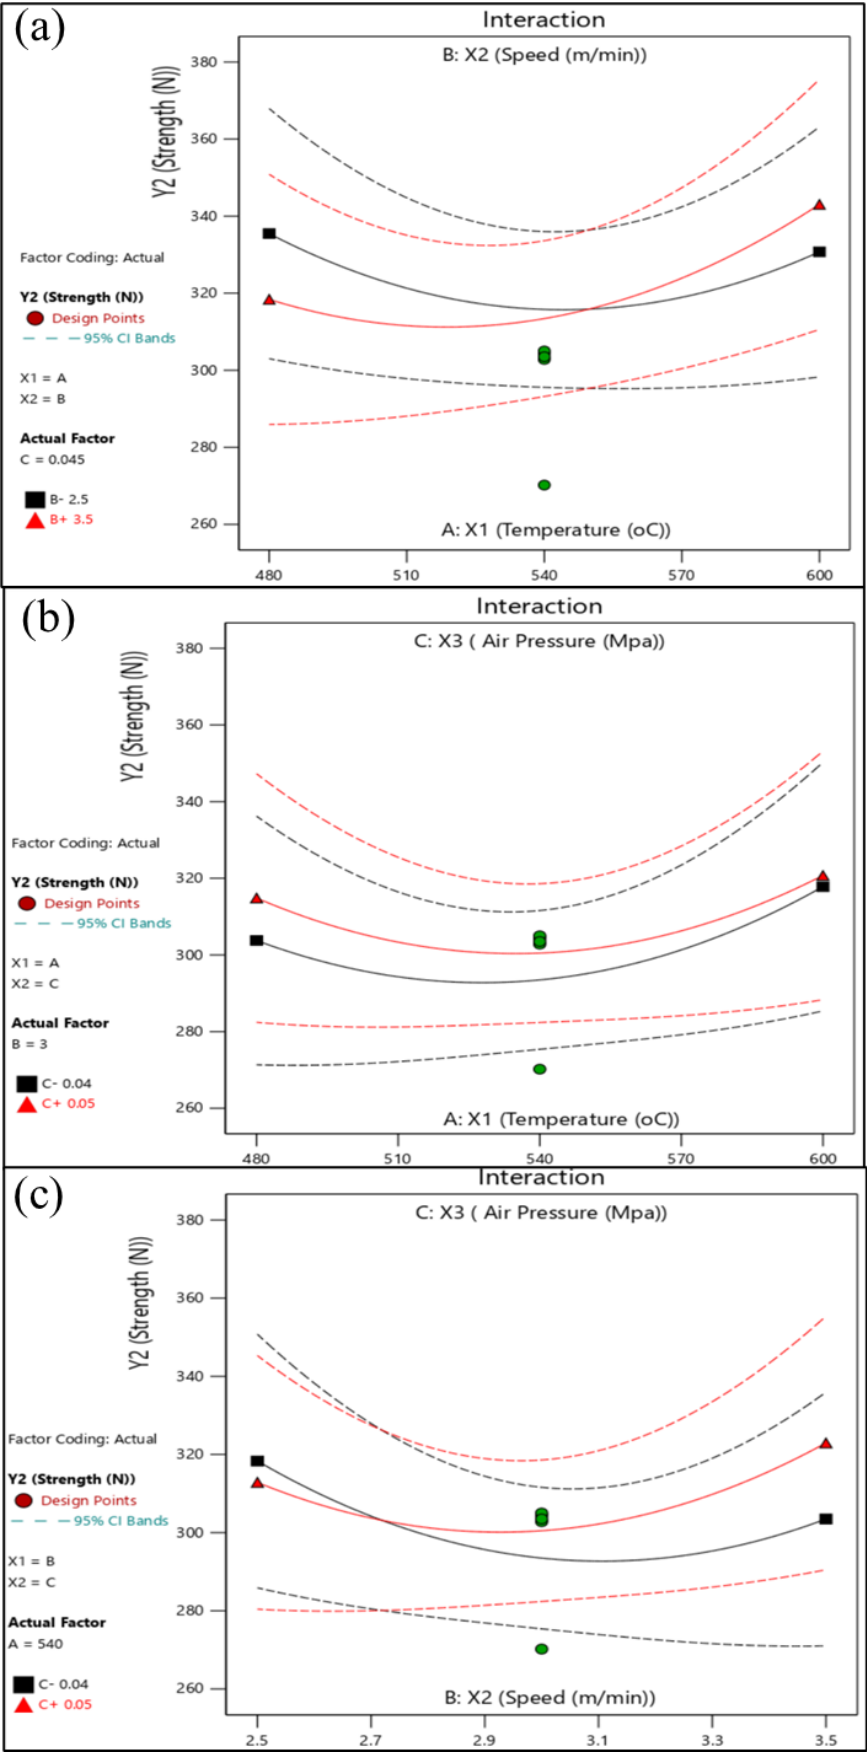 (a)
Interaction
B: X2 (Speed (m/min))
Y2 (Strength (N))
380
360
340
320
300
280
260
Factor Coding: Actual
Y2 (Strength (N))
Design Points
95% CI Bands
X1 = A
X2 = B
Actual Factor
C = 0.045
B- 2.5
B+ 3.5
A: X1 (Temperature (oC))
480 510 540 570 600
(b)
Interaction
C: X3 ( Air Pressure (Mpa))
Y2 (Strength (N))
380
360
340
320
300
280
260
Factor Coding: Actual
Y2 (Strength (N))
Design Points
95% CI Bands
X1 = A
X2 = C
Actual Factor
B = 3
C- 0.04
C+ 0.05
A: X1 (Temperature (oC))
480 510 540 570 600
(c)
Interaction
C: X3 ( Air Pressure (Mpa))
Y2 (Strength (N))
380
360
340
320
300
280
260
Factor Coding: Actual
Y2 (Strength (N))
Design Points
95% CI Bands
X1 = B
X2 = C
Actual Factor
A = 540
C- 0.04
C+ 0.05
B: X2 (Speed (m/min))
2.5 2.7 2.9 3.1 3.3 3.5